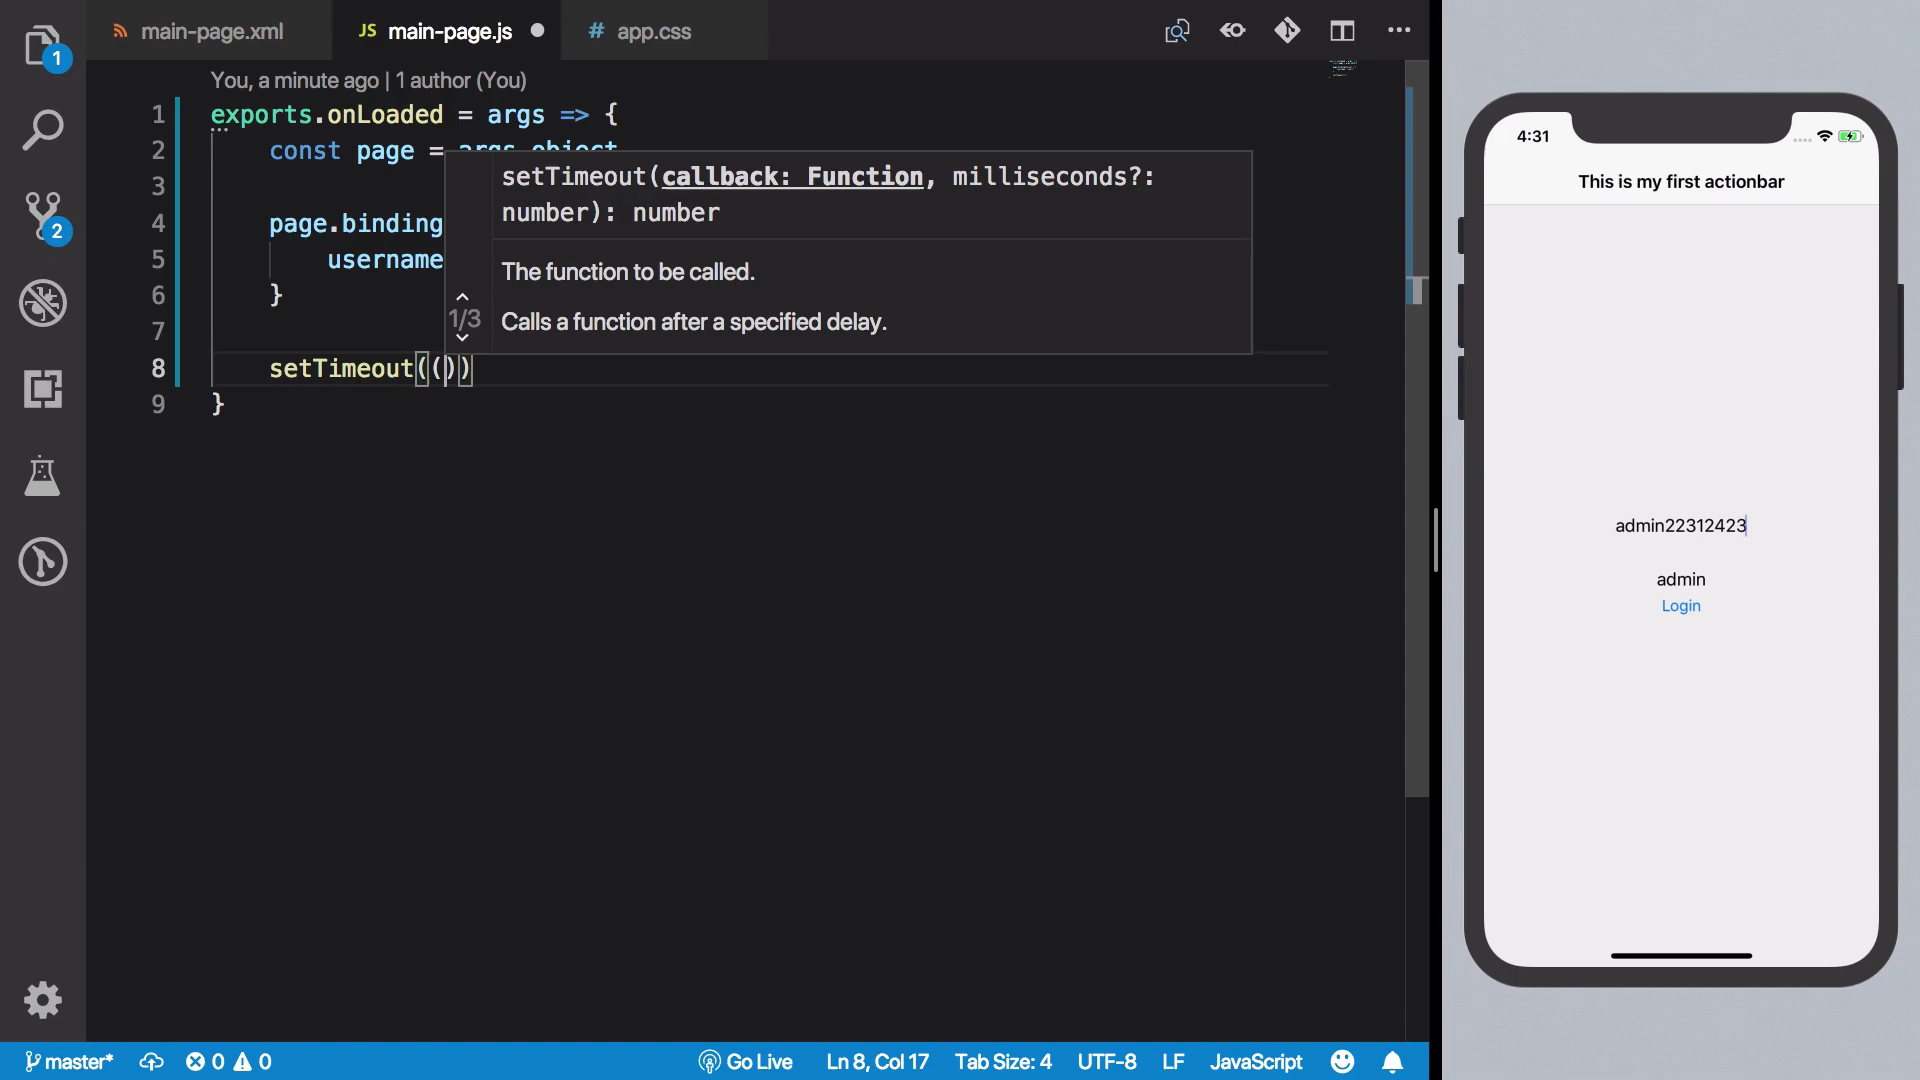 1
2
main-page.xml
JS main-page.js
# app.css
You, a minute ago | 1 author (You)
1 exports.onLoaded = args => {
2 const page = args.object
3
4 page.binding
5 username
6 }
7
8 setTimeout(())
9 }
setTimeout(callback: Function, milliseconds?:
number): number
The function to be called.
1/3
Calls a function after a specified delay.
master*
0
0
Go Live
Ln 8, Col 17
Tab Size: 4
UTF-8
LF
JavaScript
4:31
This is my first actionbar
admin22312423
admin
Login